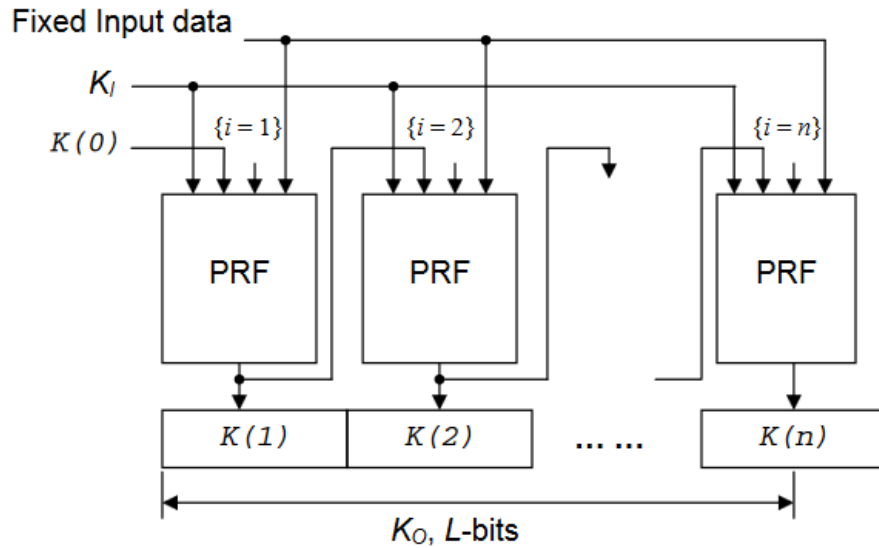 Fixed Input data
K_I
K(0)
{i = 1}
{i = 2}
{i = n}
PRF
PRF
PRF
K(1)
K(2)
... ...
K(n)
K_O, L-bits